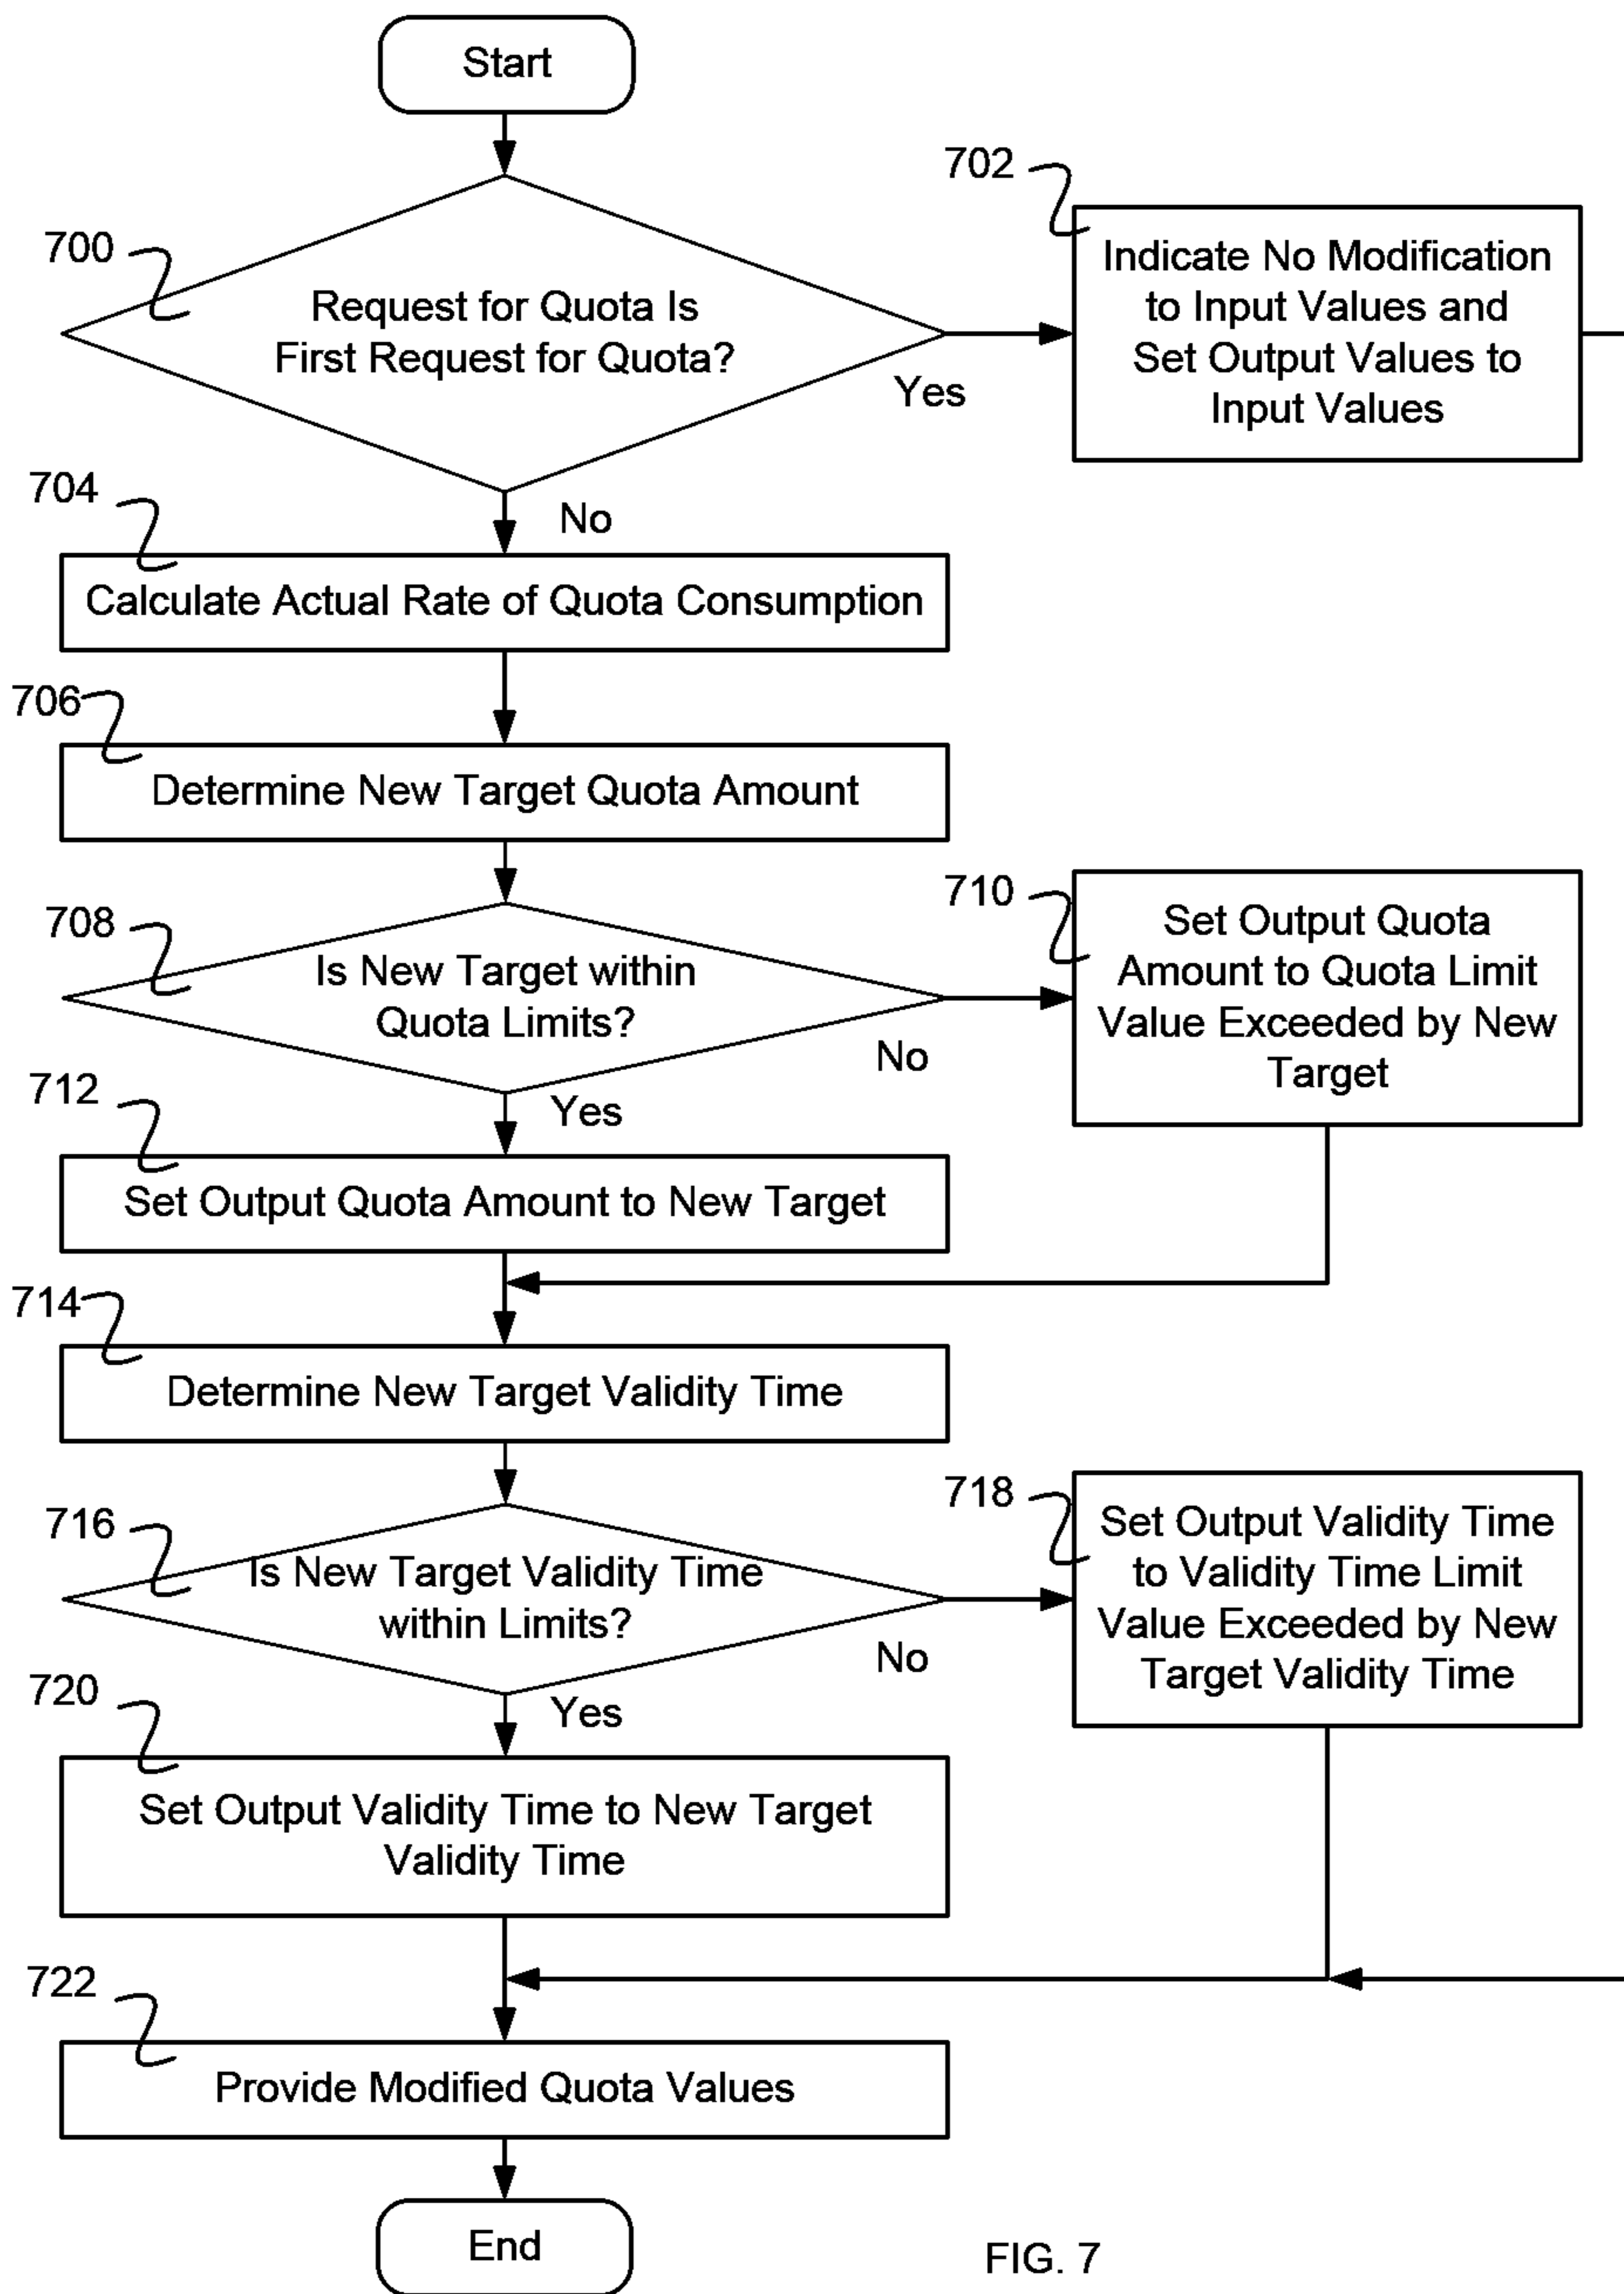 Start
700
Request for Quota Is
First Request for Quota?
Yes
No
702
Indicate No Modification
to Input Values and
Set Output Values to
Input Values
704
Calculate Actual Rate of Quota Consumption
706
Determine New Target Quota Amount
708
Is New Target within
Quota Limits?
No
Yes
710
Set Output Quota
Amount to Quota Limit
Value Exceeded by New
Target
712
Set Output Quota Amount to New Target
714
Determine New Target Validity Time
716
Is New Target Validity Time
within Limits?
No
Yes
718
Set Output Validity Time
to Validity Time Limit
Value Exceeded by New
Target Validity Time
720
Set Output Validity Time to New Target
Validity Time
722
Provide Modified Quota Values
End
FIG. 7